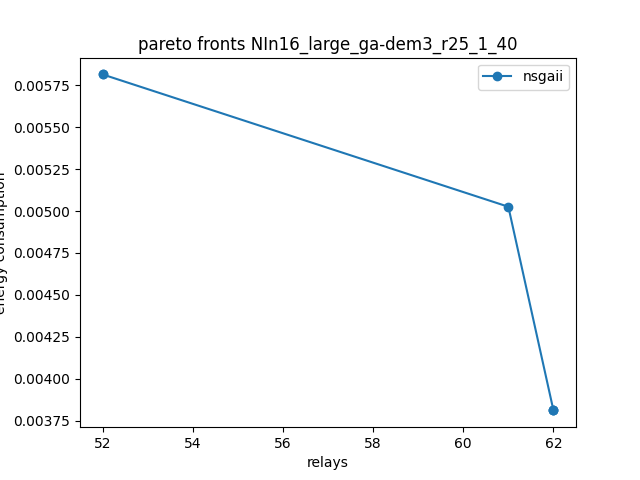 pareto fronts NIn16_large_ga-dem3_r25_1_40
nsgaii
0.00575
0.00550
0.00525
0.00500
0.00475
0.00450
0.00425
0.00400
0.00375
energy consumption
52 54 56 58 60 62
relays